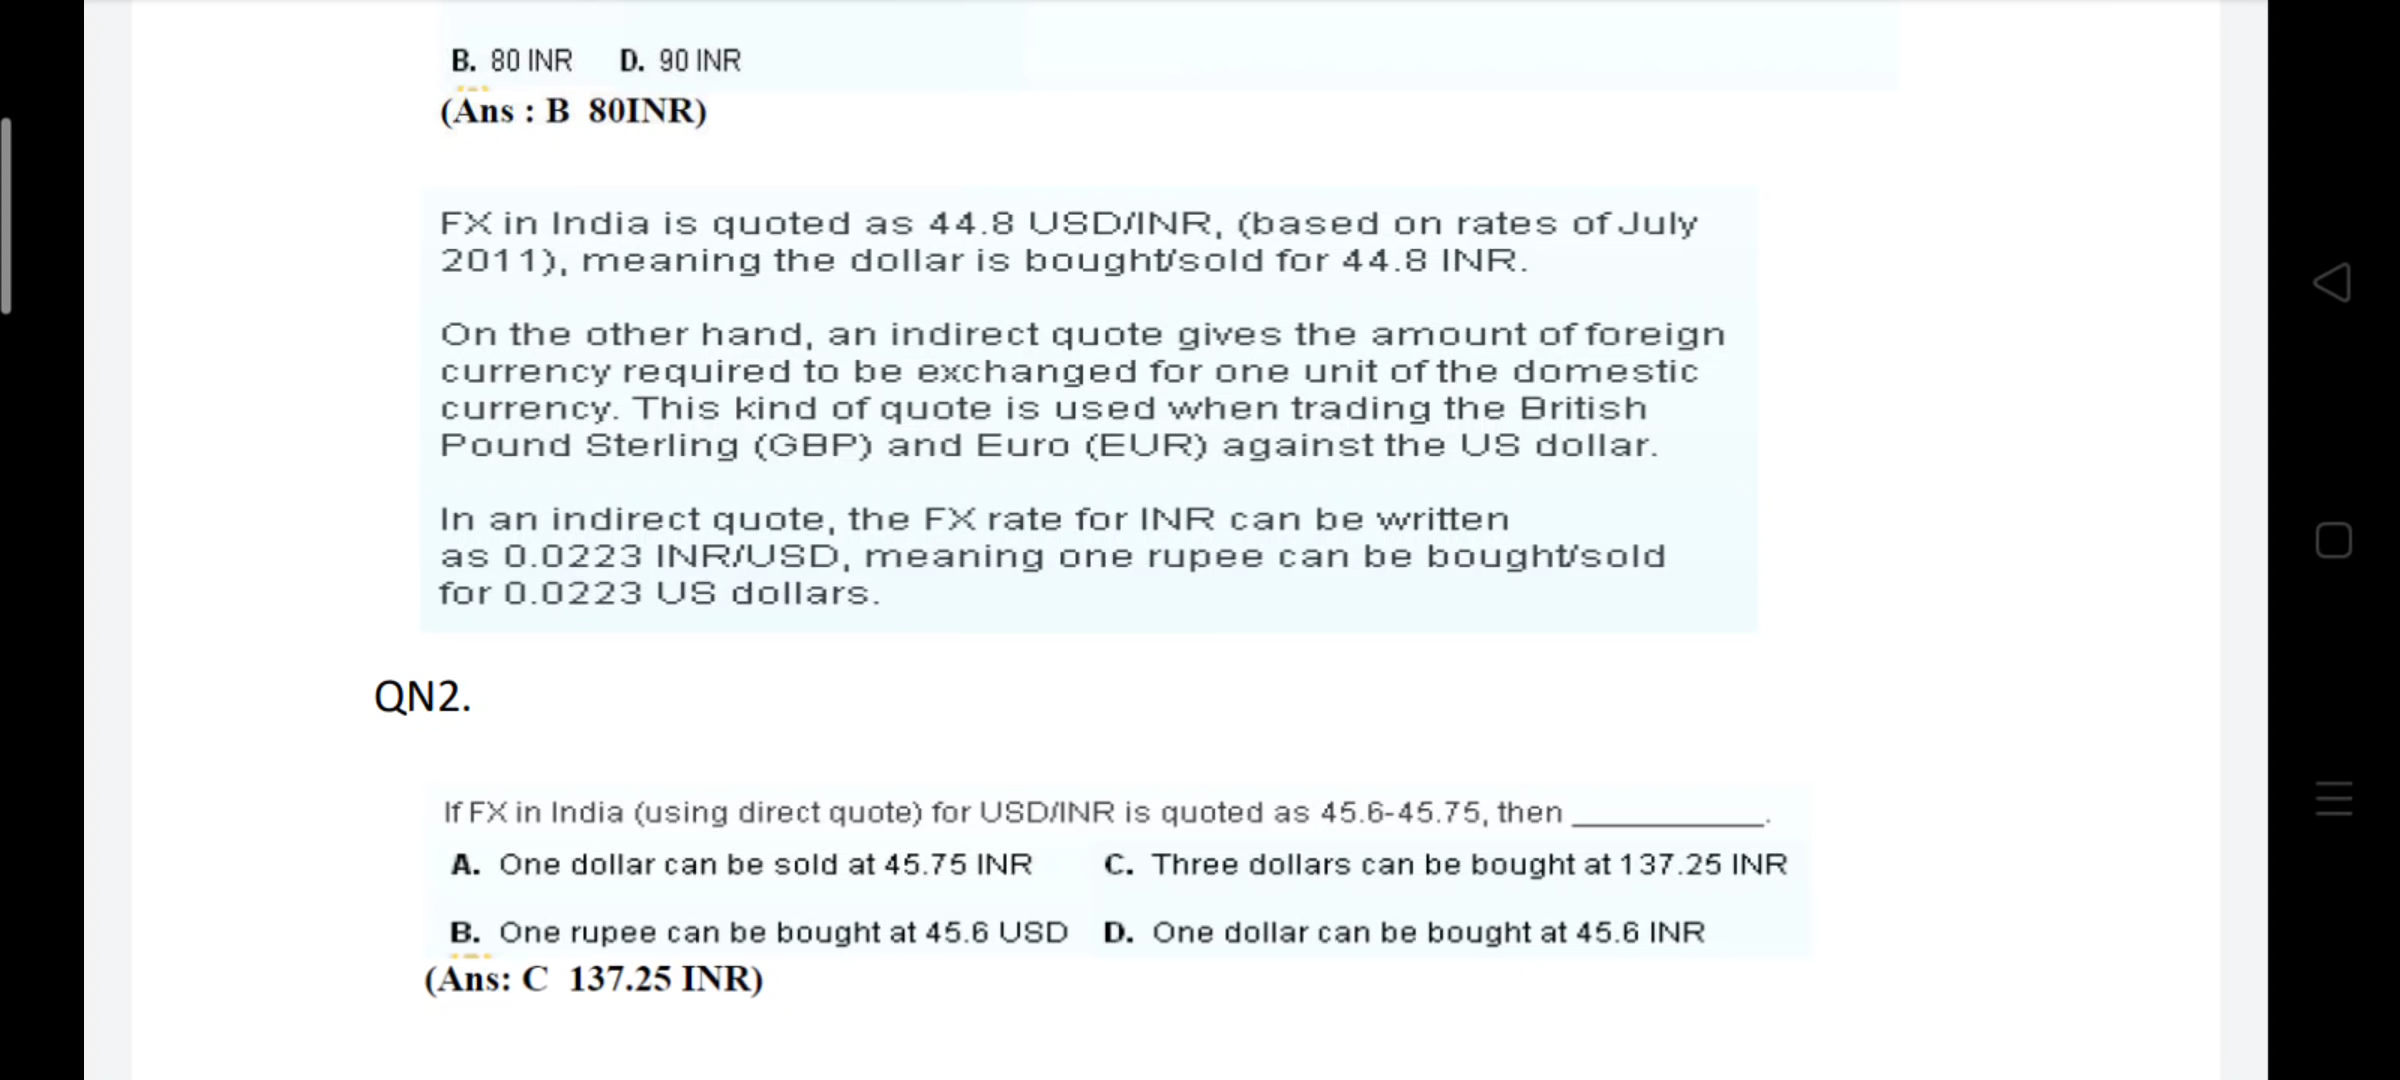 B. 80 INR D. 90 INR
(Ans : B 80INR)
FX in India is quoted as 44.8 USD/INR, (based on rates of July
2011), meaning the dollar is bought/sold for 44.8 INR.
On the other hand, an indirect quote gives the amount of foreign
currency required to be exchanged for one unit of the domestic
currency. This kind of quote is used when trading the British
Pound Sterling (GBP) and Euro (EUR) against the US dollar.
In an indirect quote, the FX rate for INR can be written
as 0.0223 INR/USD, meaning one rupee can be bought/sold
for 0.0223 US dollars.
QN2.
If FX in India (using direct quote) for USD/INR is quoted as 45.6-45.75, then ___________.
A. One dollar can be sold at 45.75 INR C. Three dollars can be bought at 137.25 INR
B. One rupee can be bought at 45.6 USD D. One dollar can be bought at 45.6 INR
(Ans: C 137.25 INR)